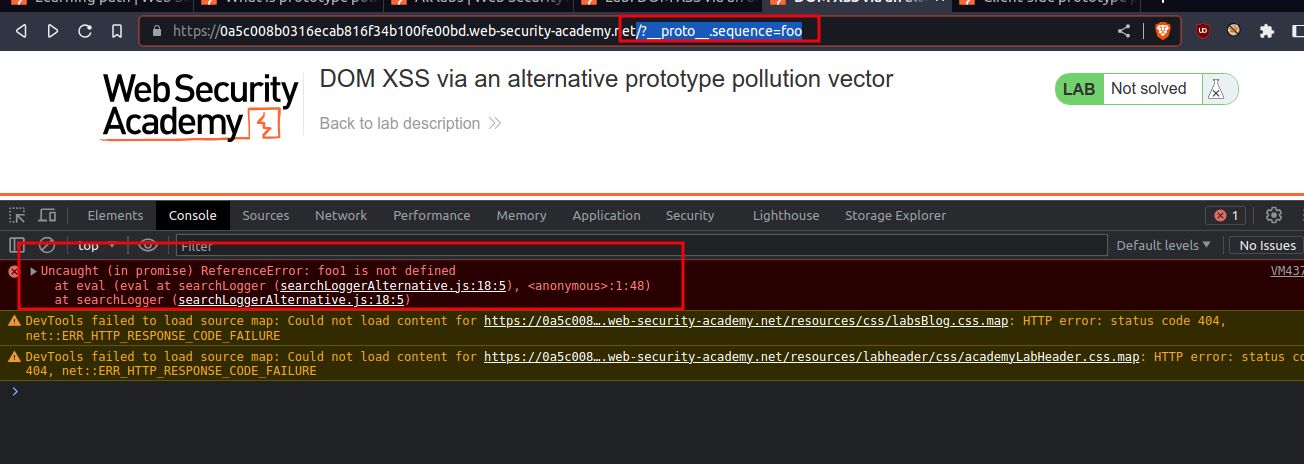 Learning path | Web S
What is prototype pol
All labs | Web Security
Lab: DOM XSS via an
DOM XSS via an
Client-side prototype p
https://0a5c008b0316ecab816f34b100fe00bd.web-security-academy.net/?__proto__.sequence=foo
WebSecurity
Academy
DOM XSS via an alternative prototype pollution vector
Back to lab description
LAB Not solved
Elements Console Sources Network Performance Memory Application Security Lighthouse Storage Explorer 1
top Filter Default levels No Issues
Uncaught (in promise) ReferenceError: foo1 is not defined VM437
at eval (eval at searchLogger (searchLoggerAlternative.js:18:5), <anonymous>:1:48)
at searchLogger (searchLoggerAlternative.js:18:5)
DevTools failed to load source map: Could not load content for https://0a5c008….web-security-academy.net/resources/css/labsBlog.css.map: HTTP error: status code 404,
net::ERR_HTTP_RESPONSE_CODE_FAILURE
DevTools failed to load source map: Could not load content for https://0a5c008….web-security-academy.net/resources/labheader/css/academyLabHeader.css.map: HTTP error: status co
404, net::ERR_HTTP_RESPONSE_CODE_FAILURE